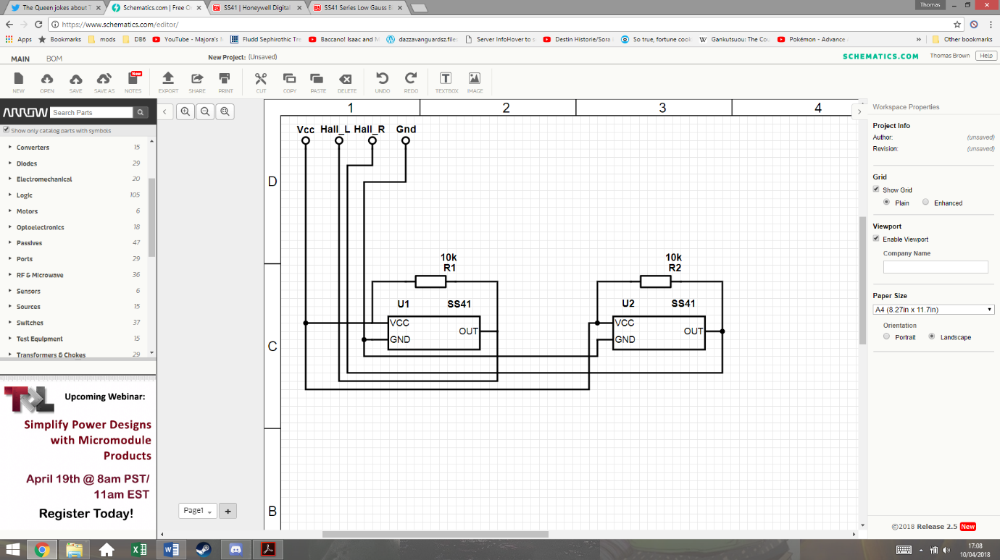 The Queen jokes about T
Schematics.com | Free O
SS41 | Honeywell Digital
SS41 Series Low Gauss B
Thomas
https://www.schematics.com/editor/
Apps
Bookmarks
mods
DB6
YouTube - Majora's M
Fludd Sephirothic Tre
Baccano! Isaac and M
dazzavanguardsz.files
Server InfoHover to s
Destin Histoire/Sora
So true, fortune cook
Gankutsuou: The Cou
Pokémon - Advance
»
Other bookmarks
MAIN
BOM
New Project: (Unsaved)
SCHEMATICS.COM
Thomas Brown
Help
NEW
OPEN
SAVE
SAVE AS
New
NOTES
EXPORT
SHARE
PRINT
CUT
COPY
PASTE
DELETE
UNDO
REDO
T
TEXTBOX
IMAGE
ARROW
Search Parts
Show only catalog parts with symbols
Converters 15
Diodes 29
Electromechanical 20
Logic 105
Motors 6
Optoelectronics 18
Passives 47
Ports 29
RF & Microwave 36
Sensors 6
Sources 15
Switches 37
Test Equipment 15
Transformers & Chokes 29
Upcoming Webinar:
Simplify Power Designs
with Micromodule
Products
April 19th @ 8am PST/
11am EST
Register Today!
1 2 3 4
Vcc Hall_L Hall_R Gnd
D
10k
R1
10k
R2
U1 SS41
U2 SS41
VCC
OUT
GND
VCC
OUT
GND
C
B
Page1
+
Workspace Properties
Project Info
Author: (unsaved)
Revision: (unsaved)
Grid
Show Grid
Plain
Enhanced
Viewport
Enable Viewport
Company Name
Paper Size
A4 (8.27in x 11.7in)
Orientation
Portrait
Landscape
©2018 Release 2.5 New
17:08
10/04/2018